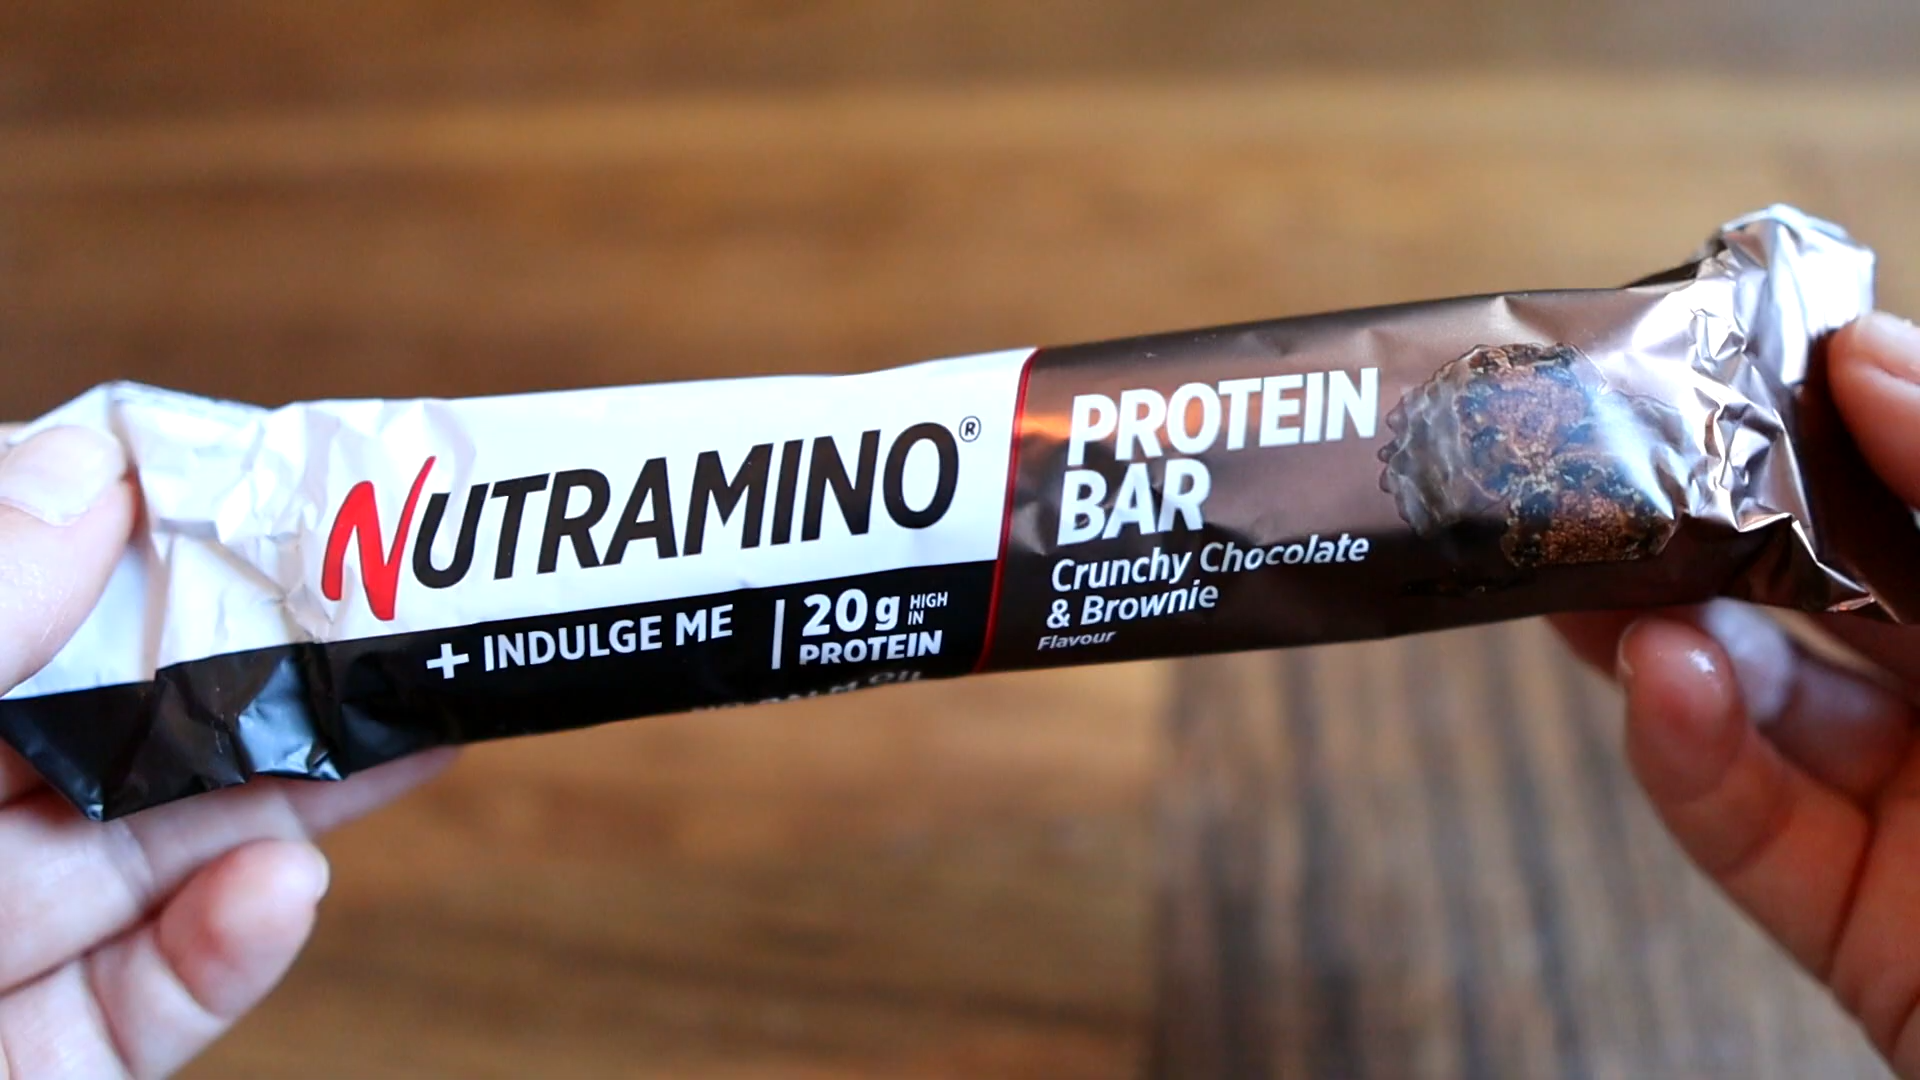 NUTRAMINO®
+ INDULGE ME
20g HIGH
IN
PROTEIN
PROTEIN
BAR
Crunchy Chocolate
& Brownie
Flavour